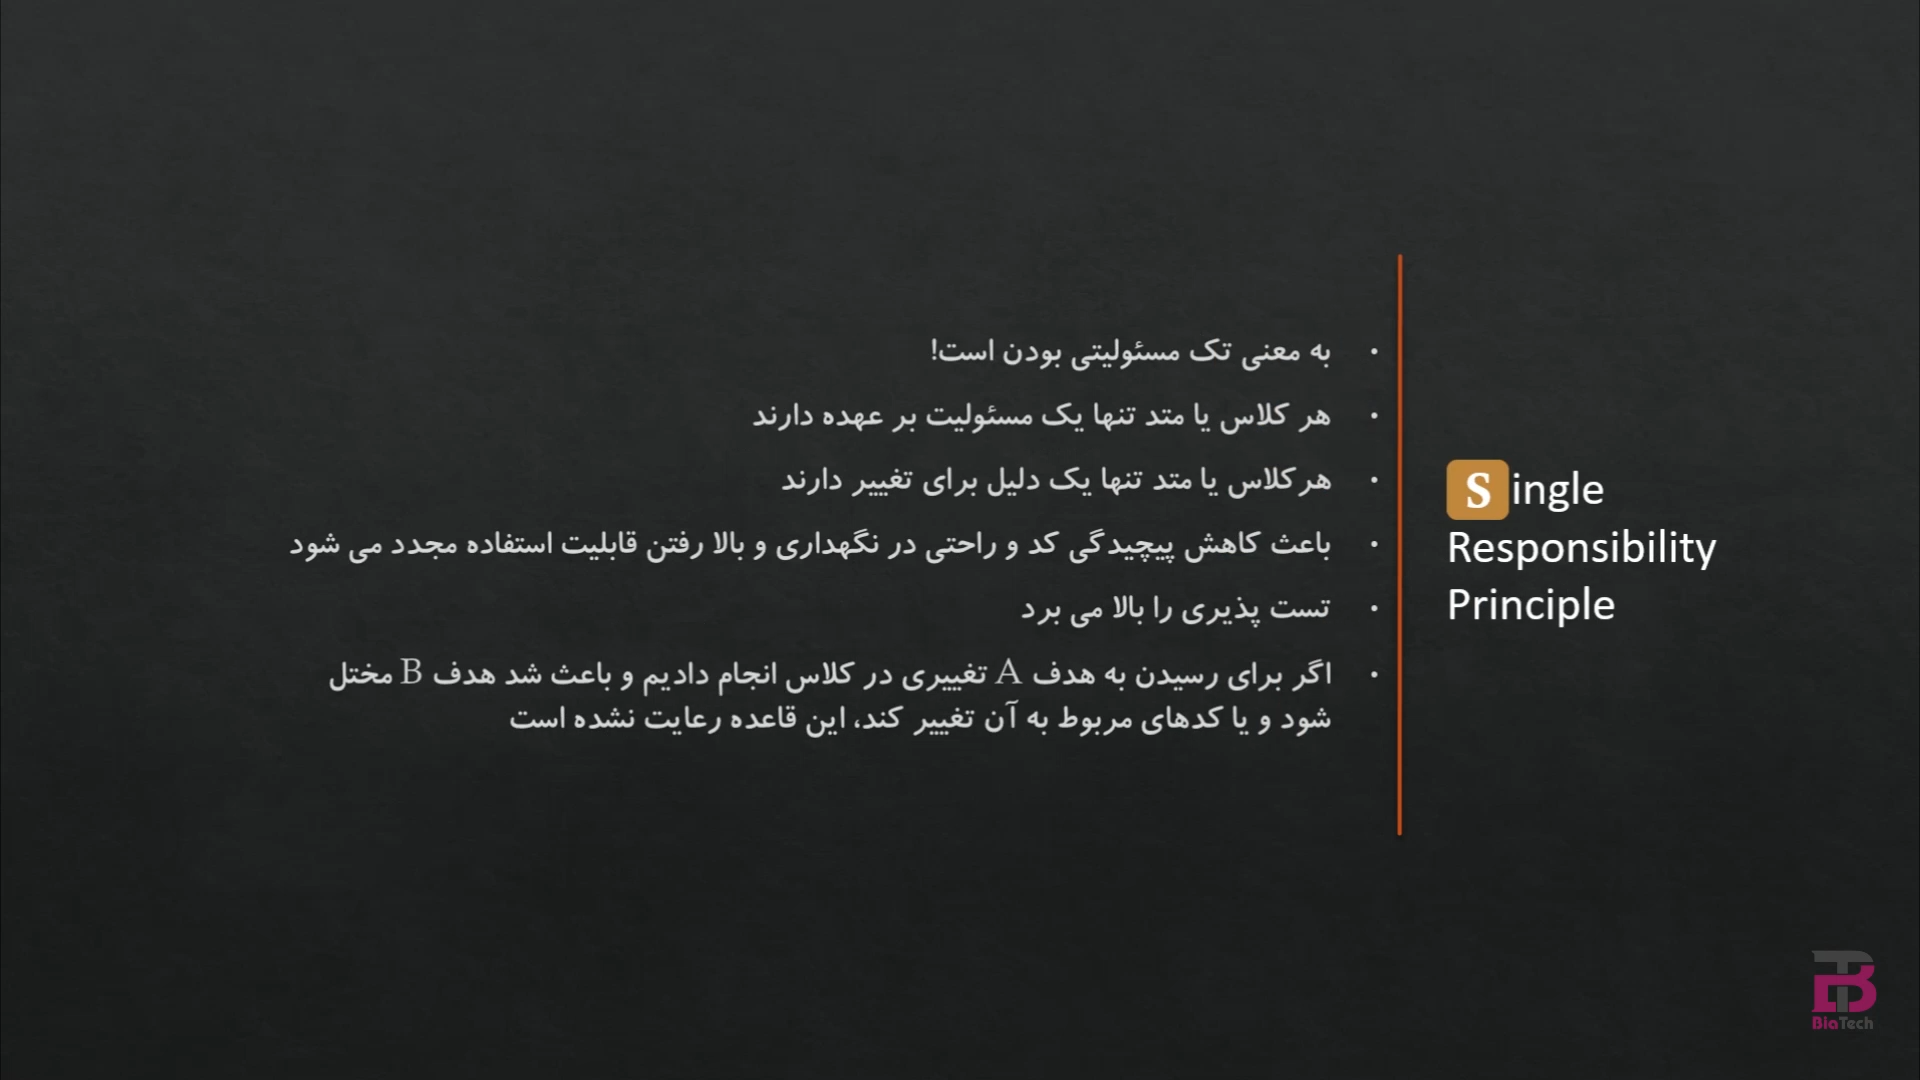 Single
Responsibility
Principle
• به معنی تک مسئولیتی بودن است!
• هر کلاس یا متد تنها یک مسئولیت بر عهده دارند
• هرکلاس یا متد تنها یک دلیل برای تغییر دارند
• باعث کاهش پیچیدگی کد و راحتی در نگهداری و بالا رفتن قابلیت استفاده مجدد می شود
• تست پذیری را بالا می برد
• اگر برای رسیدن به هدف A تغییری در کلاس انجام دادیم و باعث شد هدف B مختل
شود و یا کدهای مربوط به آن تغییر کند، این قاعده رعایت نشده است
BiaTech